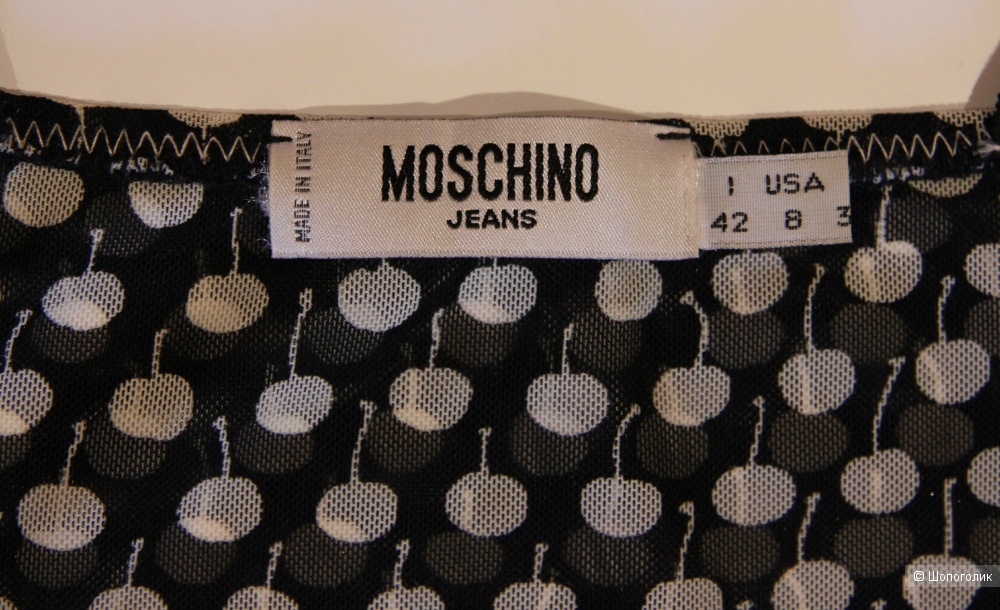 MADE IN ITALY
MOSCHINO
JEANS
I USA
42 8 3
© Шопоголик